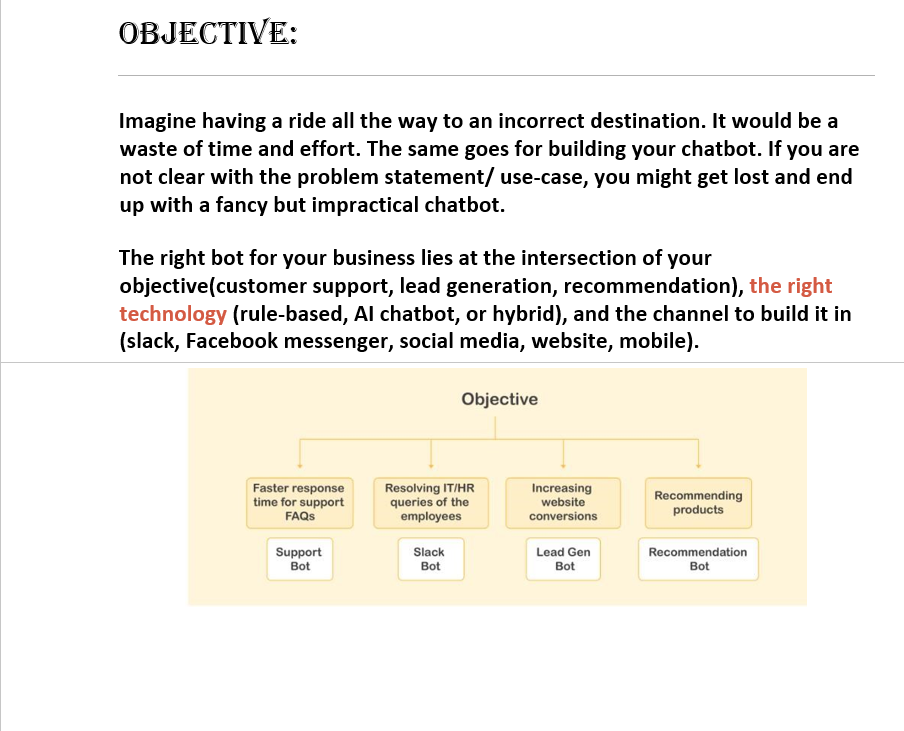 OBJECTIVE:
Imagine having a ride all the way to an incorrect destination. It would be a
waste of time and effort. The same goes for building your chatbot. If you are
not clear with the problem statement/ use-case, you might get lost and end
up with a fancy but impractical chatbot.
The right bot for your business lies at the intersection of your
objective(customer support, lead generation, recommendation), the right
technology (rule-based, AI chatbot, or hybrid), and the channel to build it in
(slack, Facebook messenger, social media, website, mobile).
Objective
Faster response
time for support
FAQs
Resolving IT/HR
queries of the
employees
Increasing
website
conversions
Recommending
products
Support
Bot
Slack
Bot
Lead Gen
Bot
Recommendation
Bot